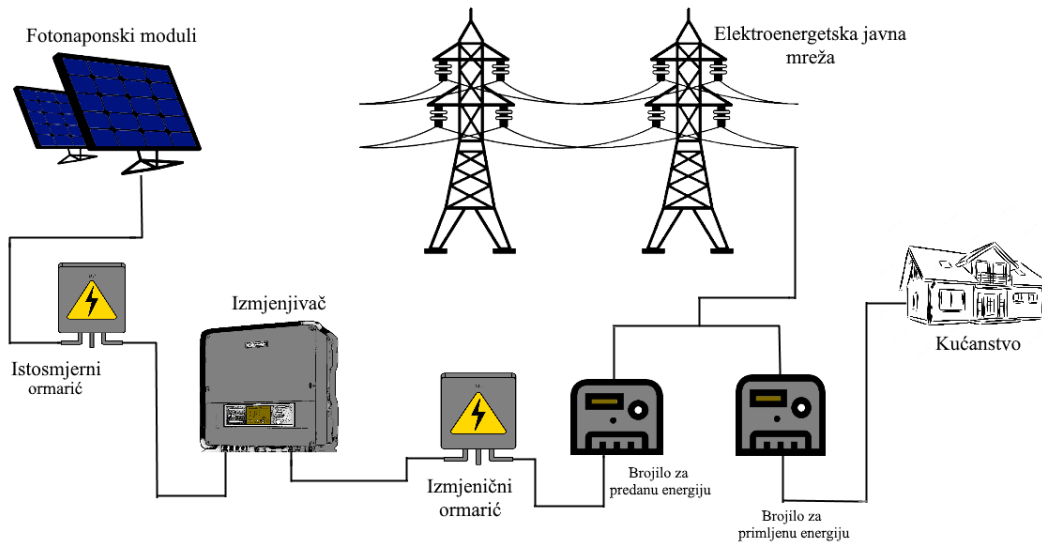 Fotonaponski moduli
Elektroenergetska javna
mreža
Izmjenjivač
Istosmjerni
ormarić
Kućanstvo
Izmjenični
ormarić
Brojilo za
predanu energiju
Brojilo za
primljenu energiju